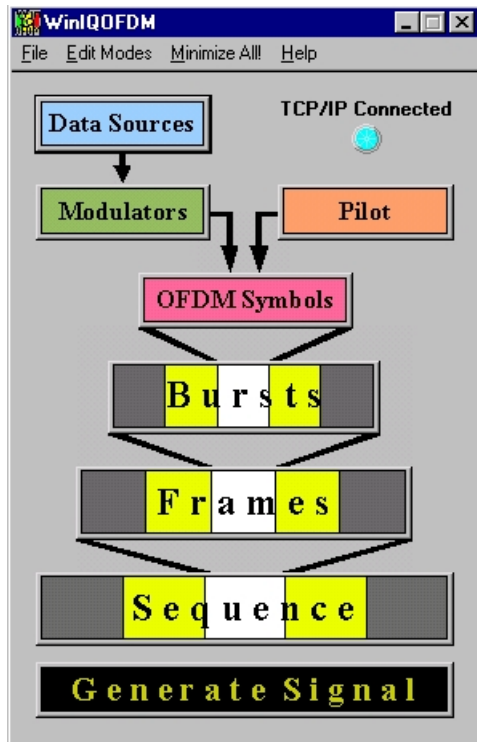 WinIQOFDM
File Edit Modes Minimize All! Help
TCP/IP Connected
Data Sources
Modulators
Pilot
OFDM Symbols
Bursts
Frames
Sequence
Generate Signal